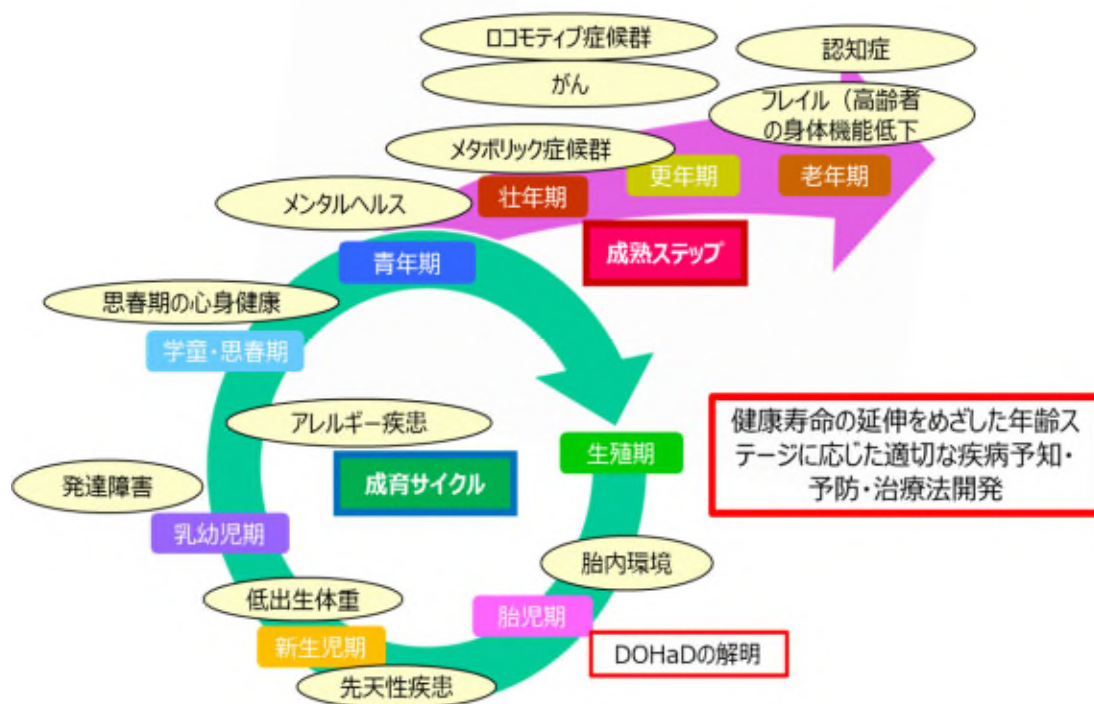 ロコモティブ症候群
認知症
がん
フレイル（高齢者
の身体機能低下
メタボリック症候群
更年期
老年期
壮年期
メンタルヘルス
成熟ステップ
青年期
思春期の心身健康
学童・思春期
アレルギー疾患
健康寿命の延伸をめざした年齢ス
テージに応じた適切な疾病予知・
予防・治療法開発
生殖期
成育サイクル
発達障害
乳幼児期
胎内環境
低出生体重
胎児期
新生児期
DOHaDの解明
先天性疾患